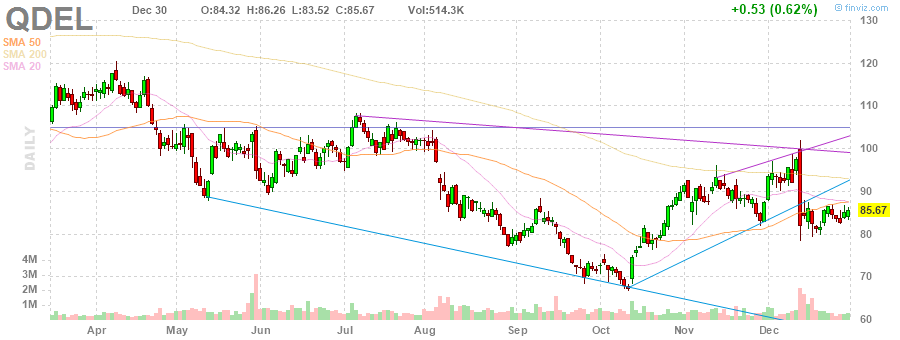 QDEL Dec 30 O:84.32 H:86.26 L:83.52 C:85.67 Vol:514.3K +0.53 (0.62%) © finviz.com
SMA 50
SMA 200
SMA 20
DAILY
130
120
110
100
90
85.67
80
70
60
4M
3M
2M
1M
Apr May Jun Jul Aug Sep Oct Nov Dec